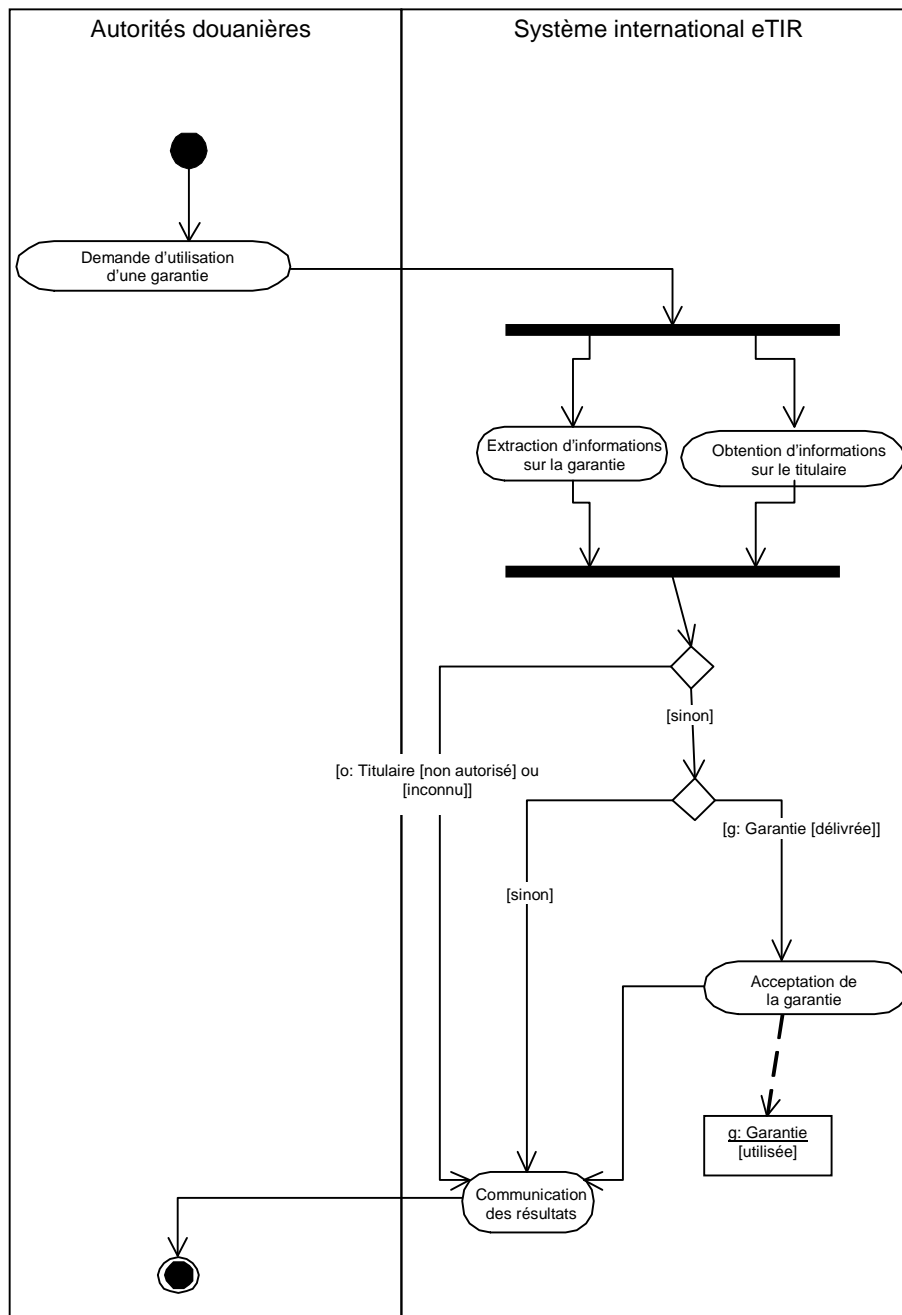 Autorités douanières
Système international eTIR
Demande d'utilisation
d'une garantie
Extraction d'informations
sur la garantie
Obtention d'informations
sur le titulaire
[sinon]
[o: Titulaire [non autorisé] ou
[inconnu]]
[g: Garantie [délivrée]]
[sinon]
Acceptation de
la garantie
g: Garantie
[utilisée]
Communication
des résultats